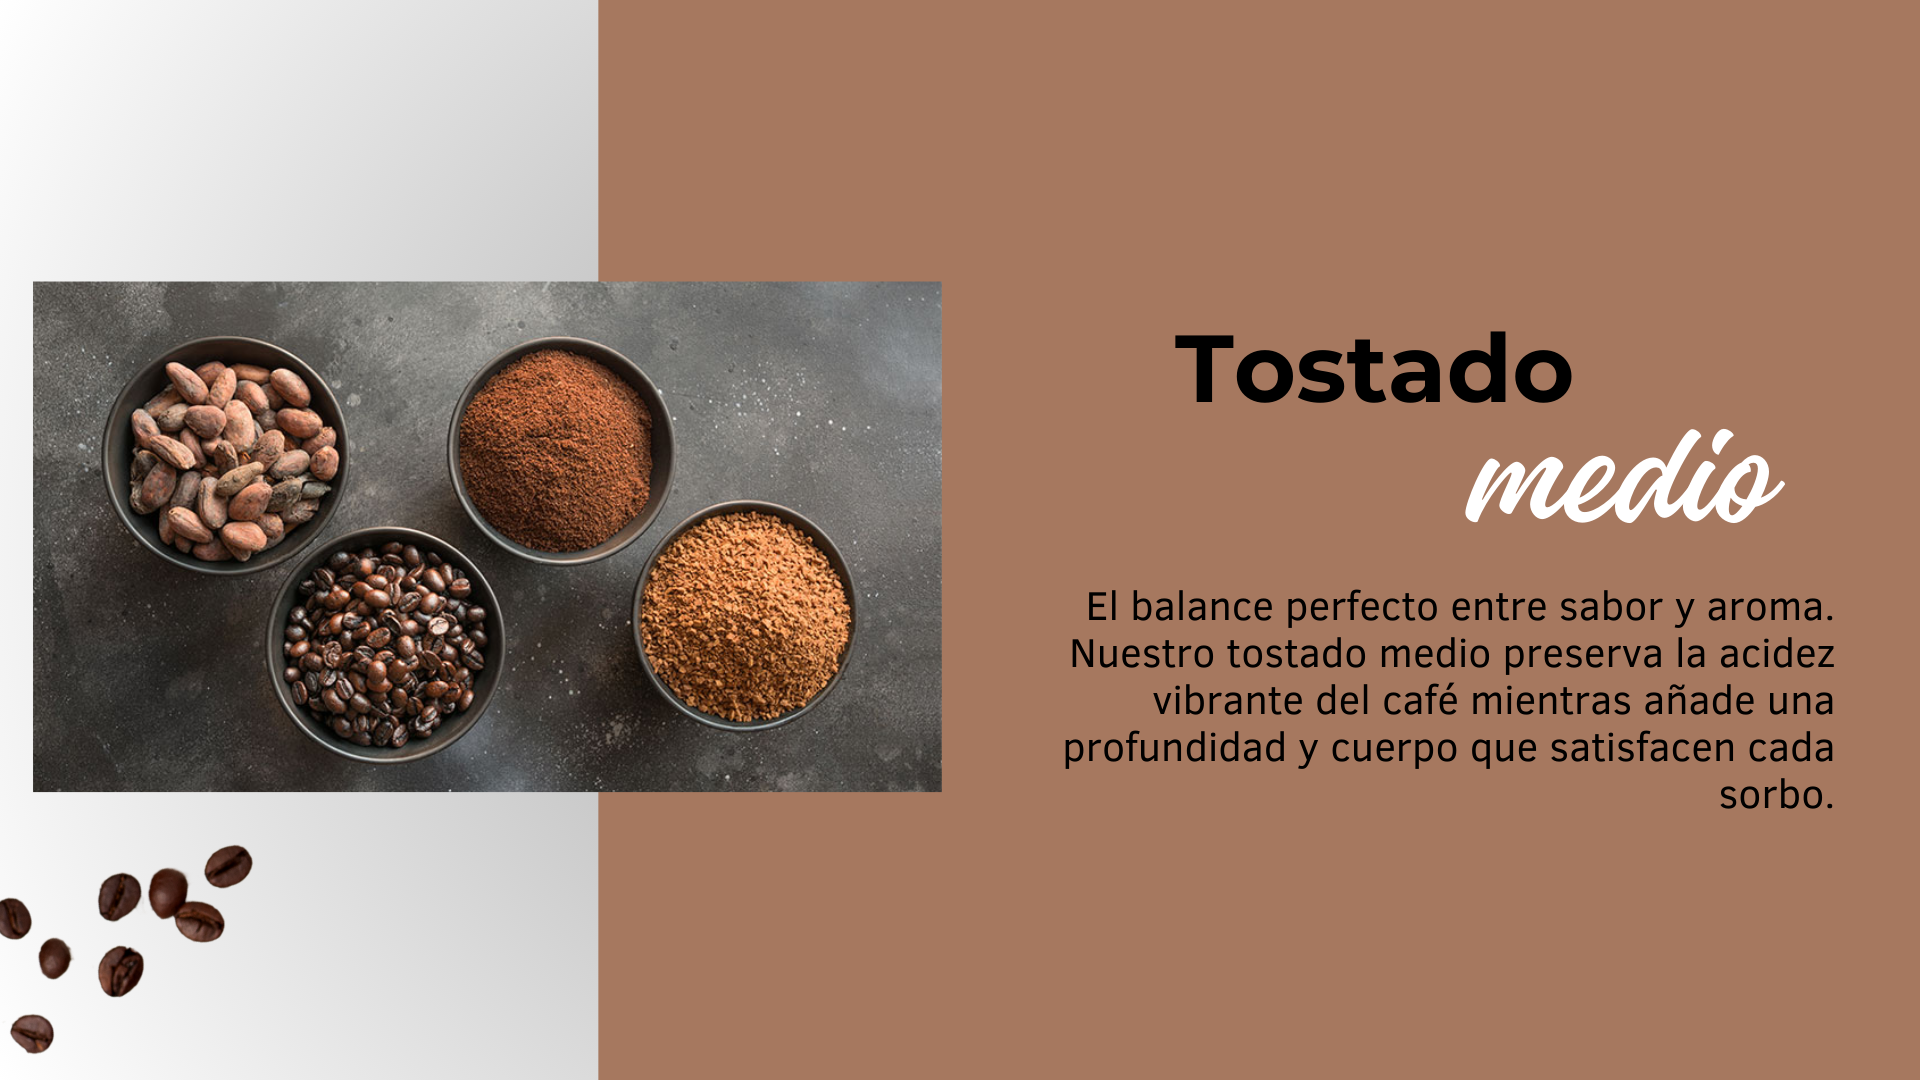 Tostado
medio
El balance perfecto entre sabor y aroma.
Nuestro tostado medio preserva la acidez
vibrante del café mientras añade una
profundidad y cuerpo que satisfacen cada
sorbo.